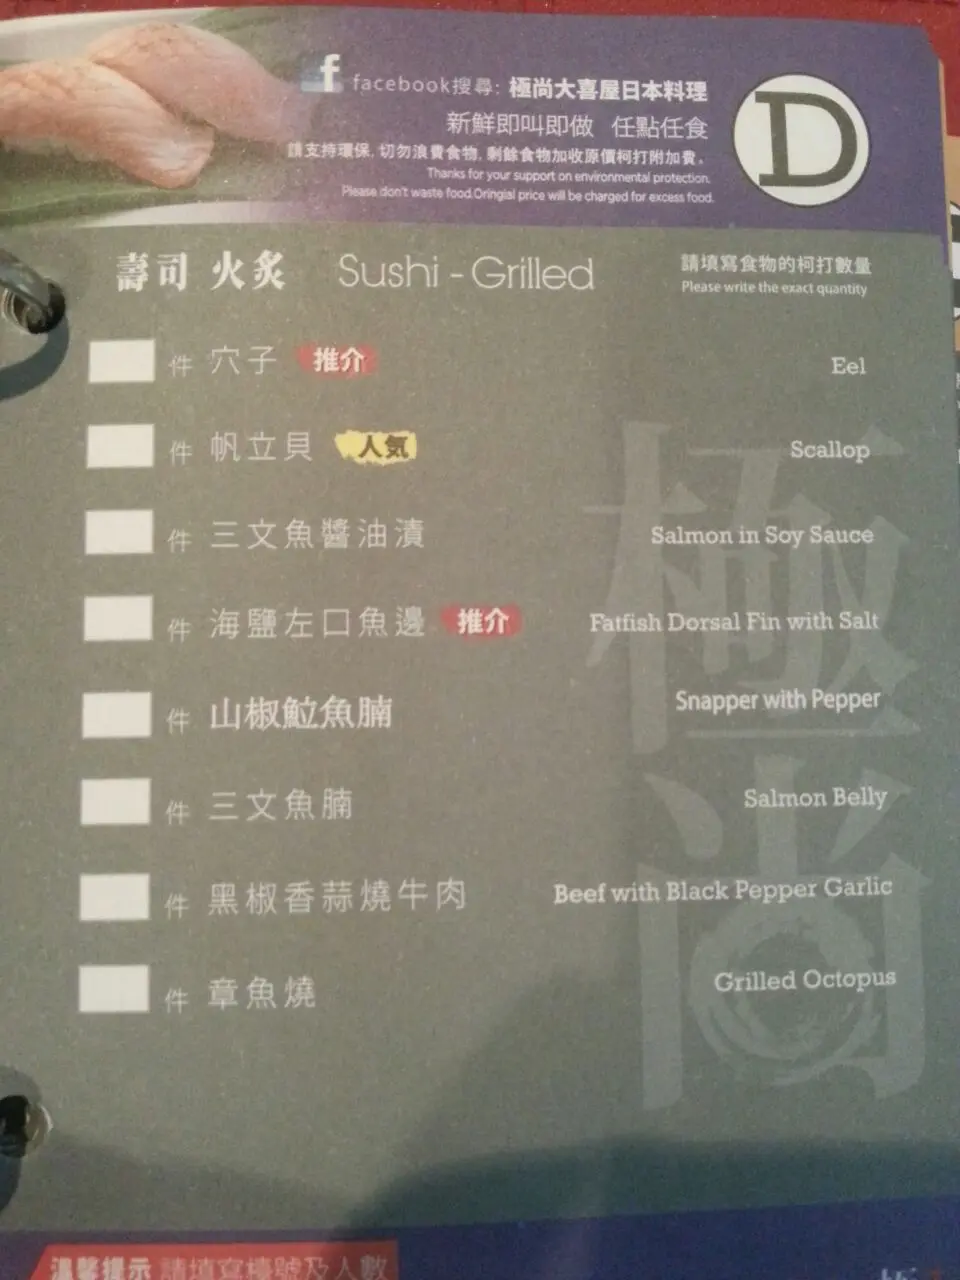 facebook搜尋: 極尚大喜屋日本料理
新鮮即叫即做 任點任食
請支持環保, 切勿浪費食物, 剩餘食物加收原價柯打附加費。
Thanks for your support on environmental protection.
Please don't waste food.Oringial price will be charged for excess food.
D
壽司 火炙 Sushi - Grilled
請填寫食物的柯打數量
Please write the exact quantity
件 穴子 推介 Eel
件 帆立貝 人気 Scallop
件 三文魚醬油漬 Salmon in Soy Sauce
件 海鹽左口魚邊 推介 Fatfish Dorsal Fin with Salt
件 山椒䱽魚腩 Snapper with Pepper
件 三文魚腩 Salmon Belly
件 黑椒香蒜燒牛肉 Beef with Black Pepper Garlic
件 章魚燒 Grilled Octopus
極尚
溫馨提示 請填寫檯號及人數